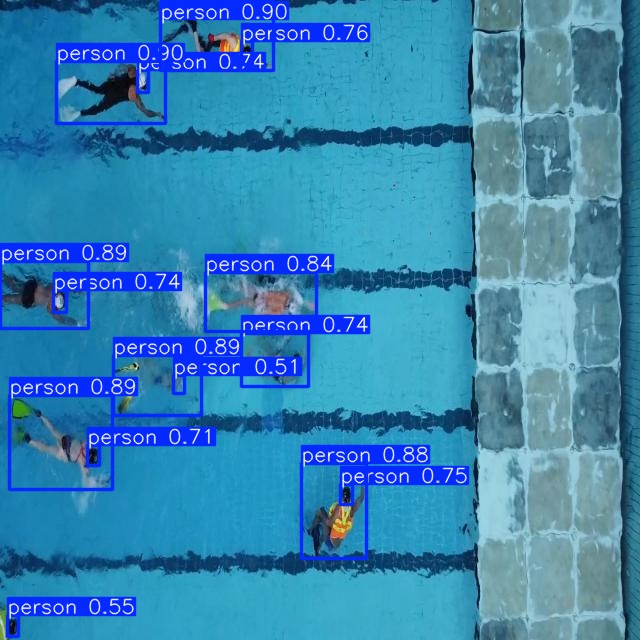 person 0.90
person 0.76
person 0.90
person 0.74
person 0.89
person 0.74
person 0.84
person 0.74
person 0.89
person 0.51
person 0.89
person 0.71
person 0.88
person 0.75
person 0.55